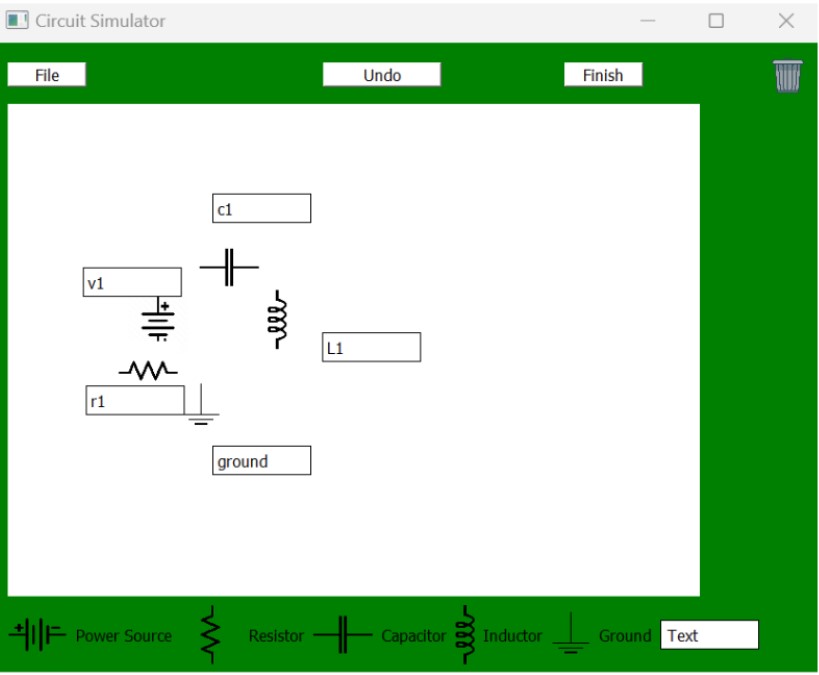 Circuit Simulator
File
Undo
Finish
c1
v1
L1
r1
ground
Power Source
Resistor
Capacitor
Inductor
Ground
Text